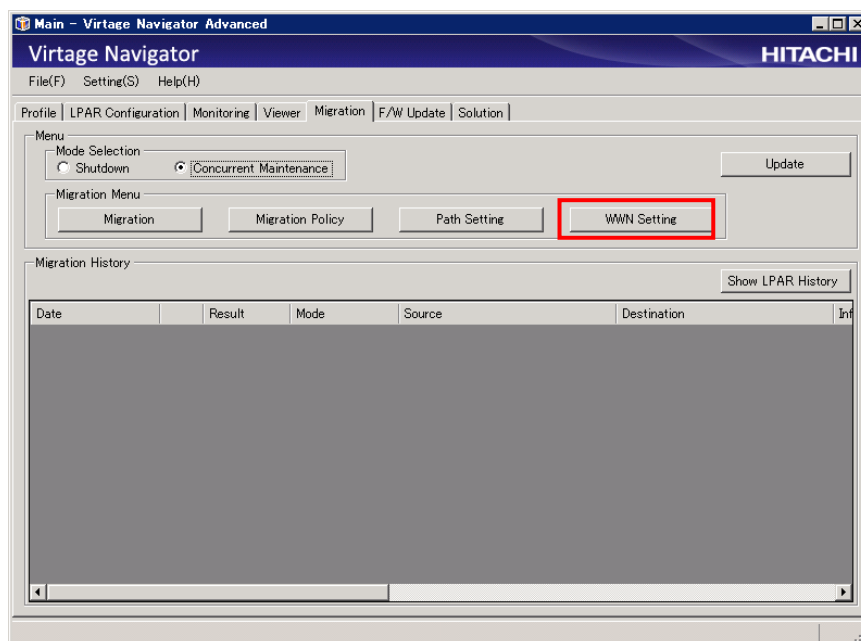 Main - Virtage Navigator Advanced
Virtage Navigator HITACHI
File(F) Setting(S) Help(H)
Profile LPAR Configuration Monitoring Viewer Migration F/W Update Solution
Menu
Mode Selection
Shutdown Concurrent Maintenance Update
Migration Menu
Migration Migration Policy Path Setting WWN Setting
Migration History
Show LPAR History
Date Result Mode Source Destination Inf